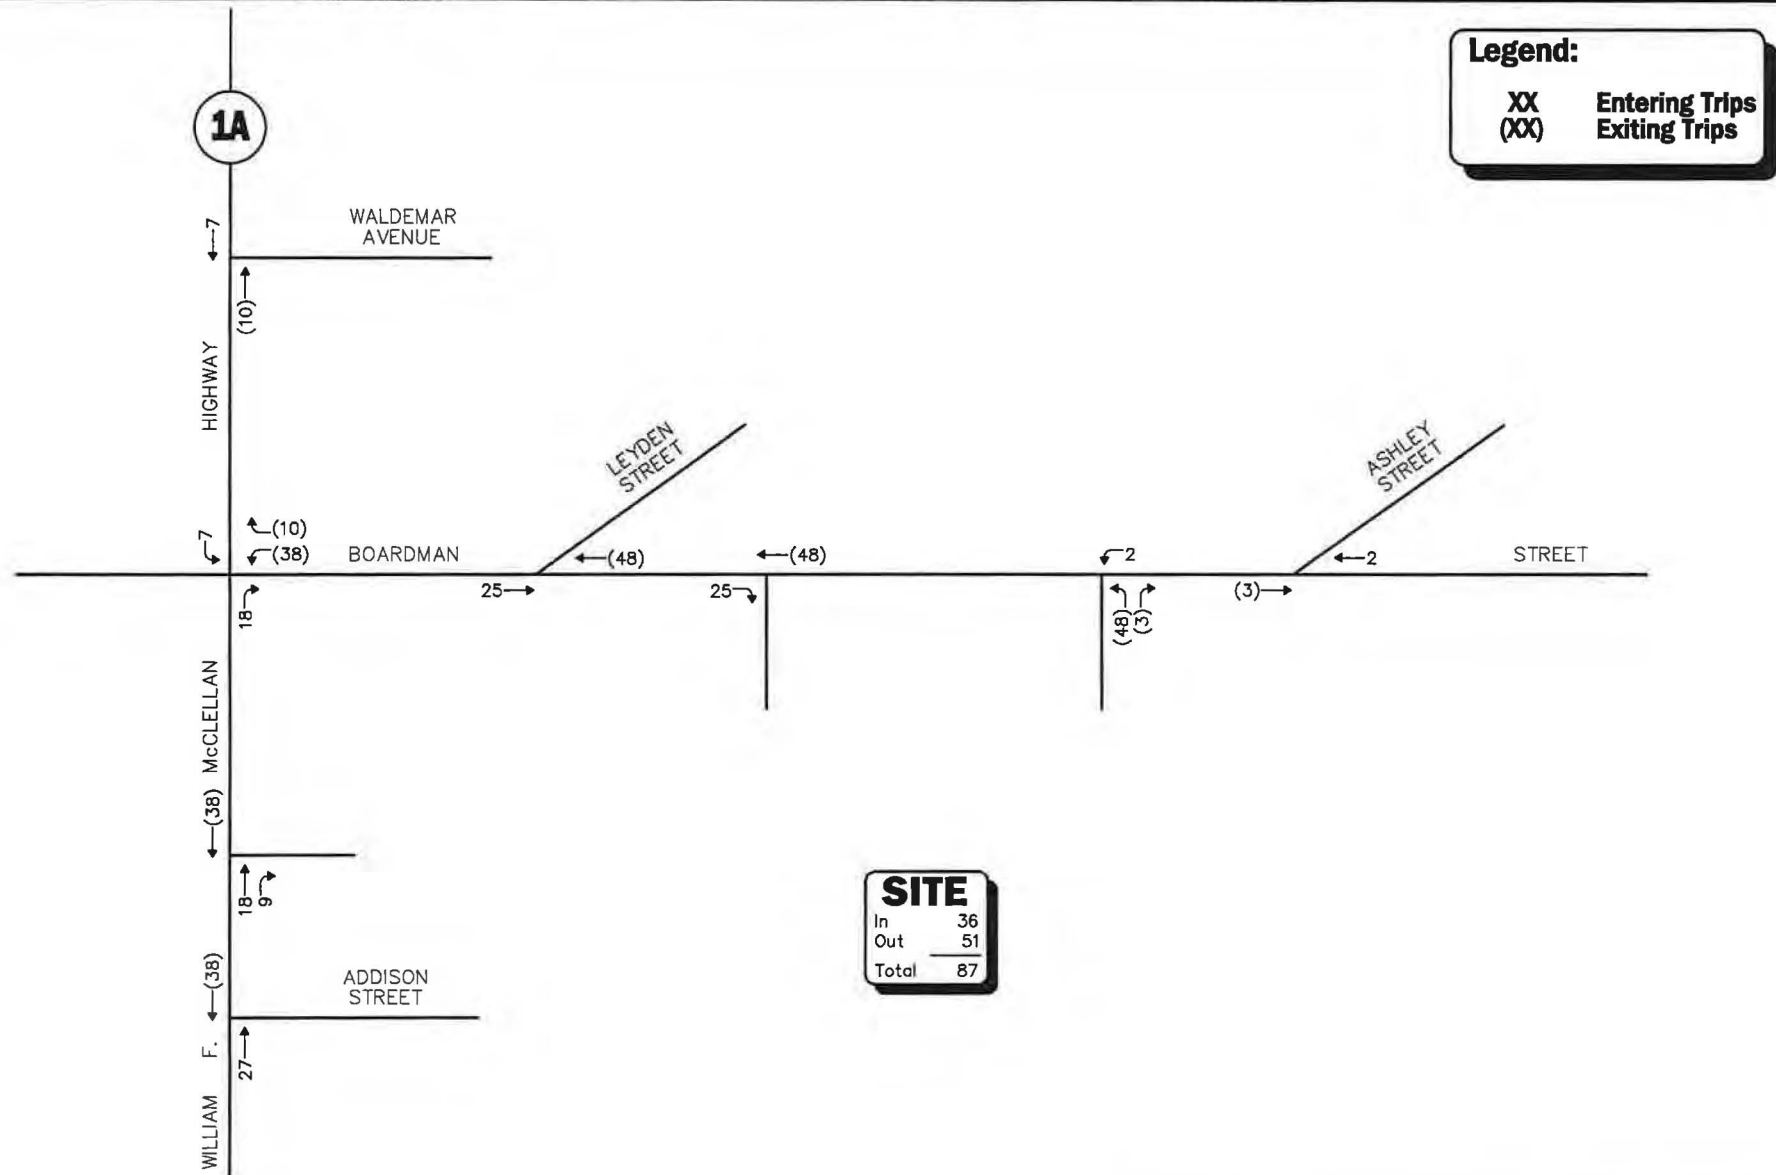 Legend:
XX Entering Trips
(XX) Exiting Trips
1A
WALDEMAR
AVENUE
7
(10)
HIGHWAY
LEYDEN
STREET
ASHLEY
STREET
7
(10)
(38)
BOARDMAN
(48)
(48)
2
2
STREET
18
25
25
(48)
(3)
(3)
McCLELLAN
(38)
18
9
SITE
In 36
Out 51
Total 87
(38)
ADDISON
STREET
F.
27
WILLIAM